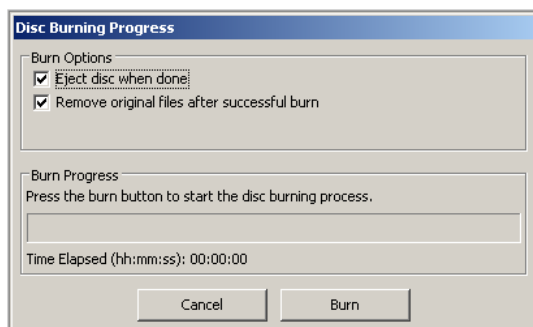 Disc Burning Progress
Burn Options
Eject disc when done
Remove original files after successful burn
Burn Progress
Press the burn button to start the disc burning process.
Time Elapsed (hh:mm:ss): 00:00:00
Cancel Burn